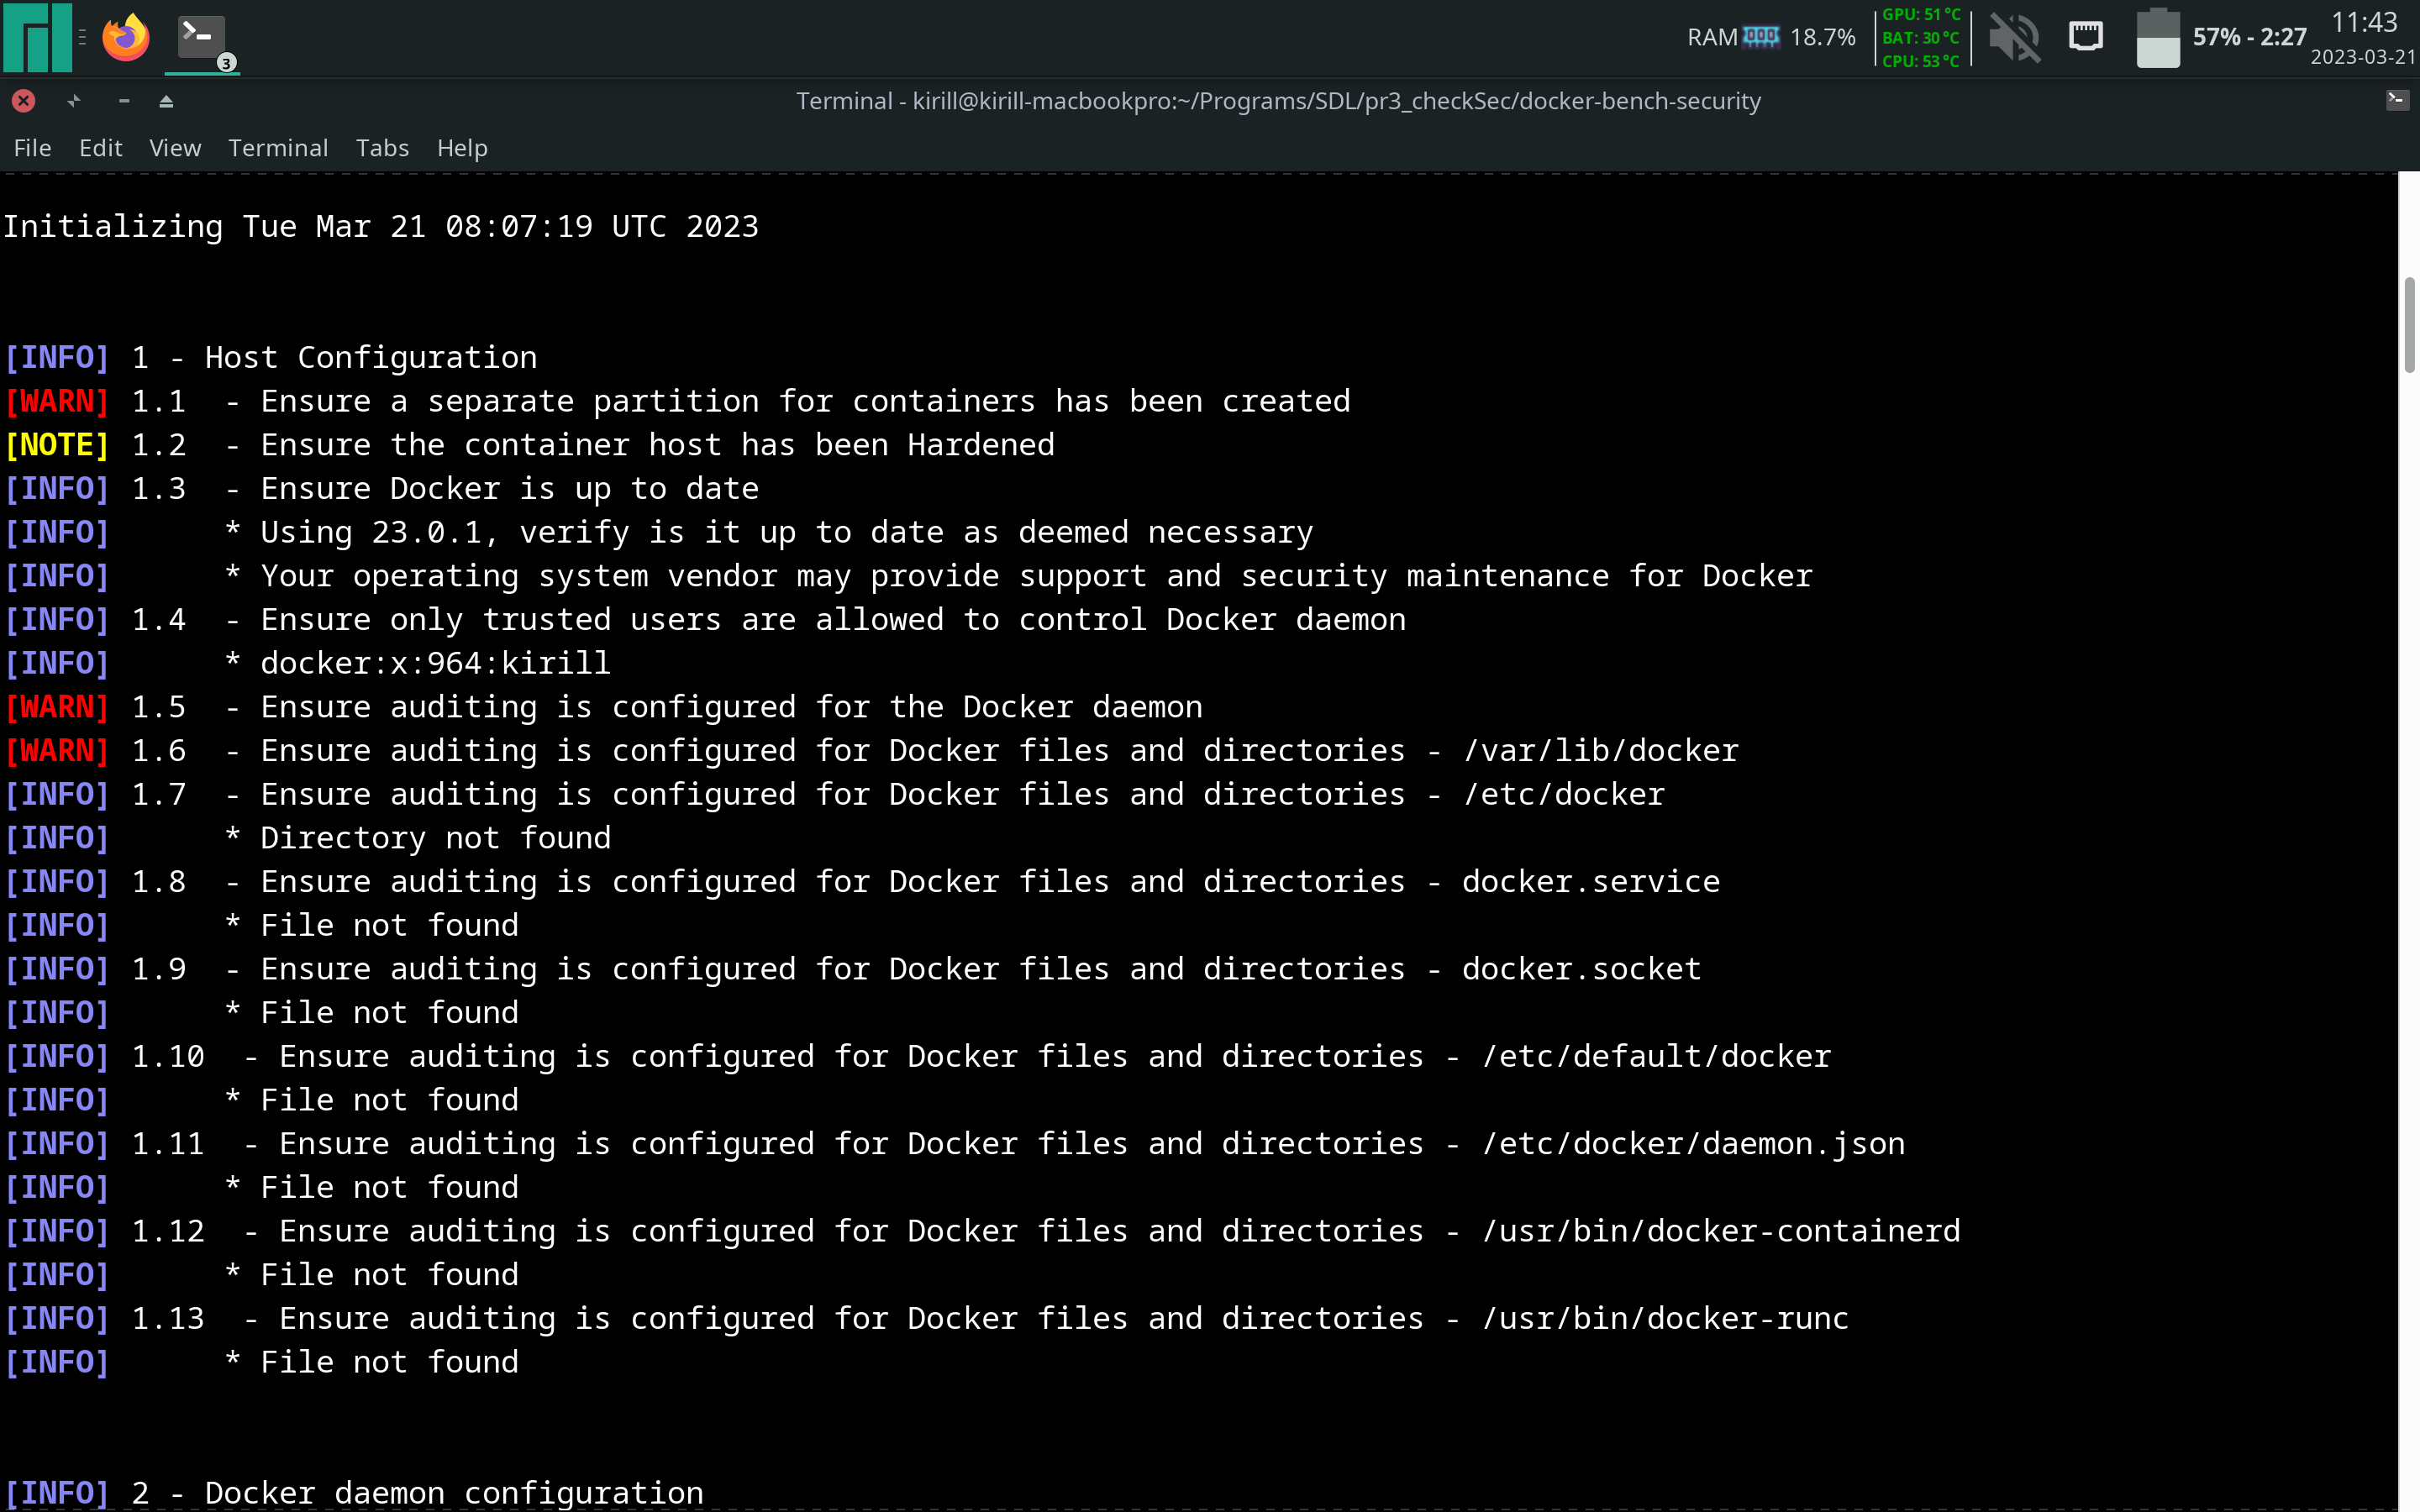 RAM 18.7%
GPU: 51 °C
BAT: 30 °C
CPU: 53 °C
57% - 2:27
11:43
2023-03-21
3
Terminal - kirill@kirill-macbookpro:~/Programs/SDL/pr3_checkSec/docker-bench-security
File Edit View Terminal Tabs Help
Initializing Tue Mar 21 08:07:19 UTC 2023
[INFO] 1 - Host Configuration
[WARN] 1.1  - Ensure a separate partition for containers has been created
[NOTE] 1.2  - Ensure the container host has been Hardened
[INFO] 1.3  - Ensure Docker is up to date
[INFO]      * Using 23.0.1, verify is it up to date as deemed necessary
[INFO]      * Your operating system vendor may provide support and security maintenance for Docker
[INFO] 1.4  - Ensure only trusted users are allowed to control Docker daemon
[INFO]      * docker:x:964:kirill
[WARN] 1.5  - Ensure auditing is configured for the Docker daemon
[WARN] 1.6  - Ensure auditing is configured for Docker files and directories - /var/lib/docker
[INFO] 1.7  - Ensure auditing is configured for Docker files and directories - /etc/docker
[INFO]      * Directory not found
[INFO] 1.8  - Ensure auditing is configured for Docker files and directories - docker.service
[INFO]      * File not found
[INFO] 1.9  - Ensure auditing is configured for Docker files and directories - docker.socket
[INFO]      * File not found
[INFO] 1.10  - Ensure auditing is configured for Docker files and directories - /etc/default/docker
[INFO]      * File not found
[INFO] 1.11  - Ensure auditing is configured for Docker files and directories - /etc/docker/daemon.json
[INFO]      * File not found
[INFO] 1.12  - Ensure auditing is configured for Docker files and directories - /usr/bin/docker-containerd
[INFO]      * File not found
[INFO] 1.13  - Ensure auditing is configured for Docker files and directories - /usr/bin/docker-runc
[INFO]      * File not found
[INFO] 2 - Docker daemon configuration